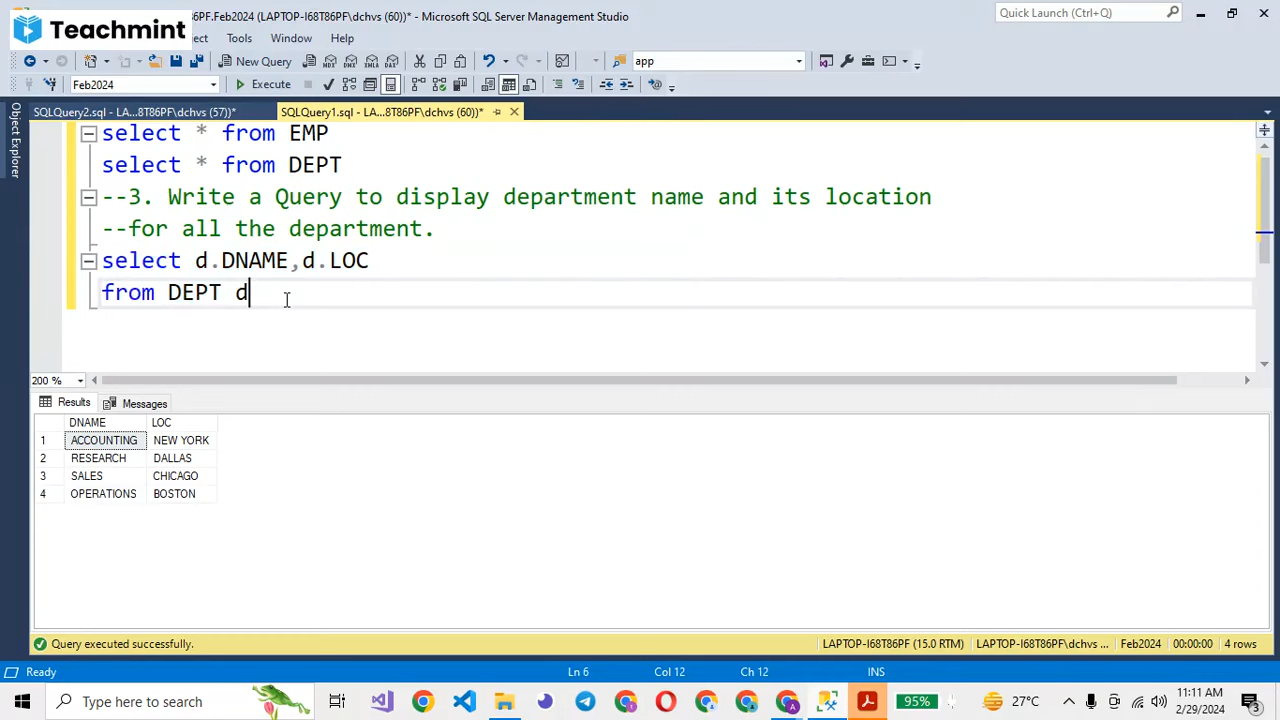 Teachmint
PF.Feb2024 (LAPTOP-I68T86PF\dchvs (60))* - Microsoft SQL Server Management Studio
Quick Launch (Ctrl+Q)
Tools Window Help
New Query app
Feb2024 Execute
SQLQuery2.sql - LA...8T86PF\dchvs (57))* SQLQuery1.sql - LA...8T86PF\dchvs (60))*
Object Explorer
select * from EMP
select * from DEPT
--3. Write a Query to display department name and its location
--for all the department.
select d.DNAME,d.LOC
from DEPT d
200 %
Results Messages
DNAME LOC
1 ACCOUNTING NEW YORK
2 RESEARCH DALLAS
3 SALES CHICAGO
4 OPERATIONS BOSTON
Query executed successfully. LAPTOP-I68T86PF (15.0 RTM) LAPTOP-I68T86PF\dchvs ... Feb2024 00:00:00 4 rows
Ready Ln 6 Col 12 Ch 12 INS
Type here to search 95% 27°C 11:11 AM
2/29/2024 3